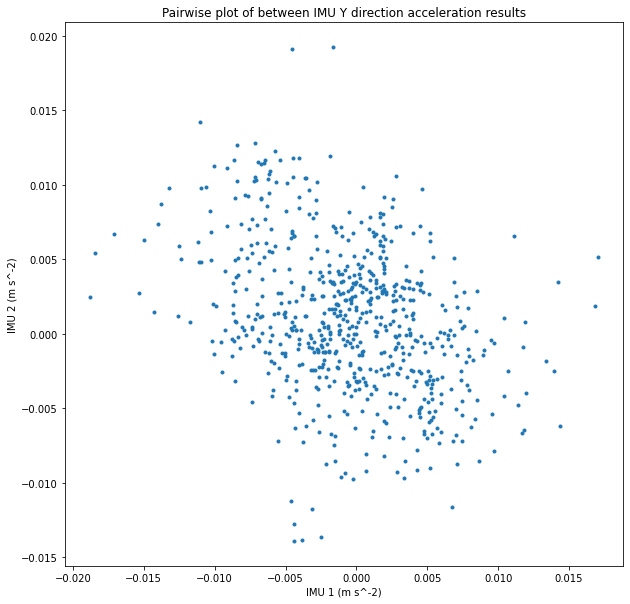 Pairwise plot of between IMU Y direction acceleration results
0.020
0.015
0.010
0.005
0.000
−0.005
−0.010
−0.015
IMU 2 (m s^-2)
−0.020 −0.015 −0.010 −0.005 0.000 0.005 0.010 0.015
IMU 1 (m s^-2)